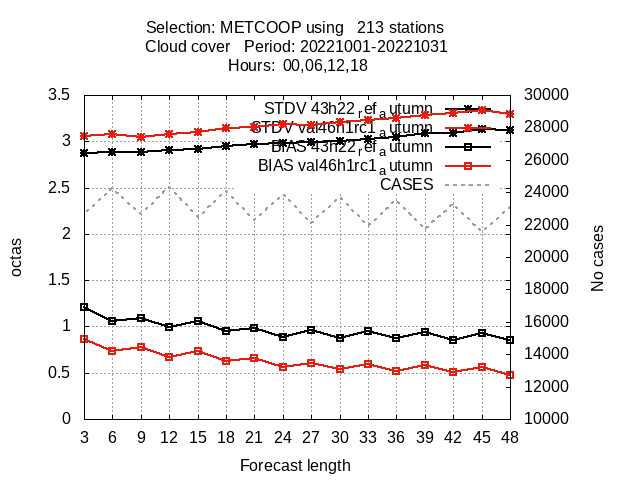 Selection: METCOOP using   213 stations
Cloud cover   Period: 20221001-20221031
Hours:  00,06,12,18
STDV 43h22_ref_autumn
STDV val46h1rc1_autumn
BIAS 43h22_ref_autumn
BIAS val46h1rc1_autumn
CASES
3.5
3
2.5
2
1.5
1
0.5
0
octas
30000
28000
26000
24000
22000
20000
18000
16000
14000
12000
10000
No cases
3 6 9 12 15 18 21 24 27 30 33 36 39 42 45 48
Forecast length